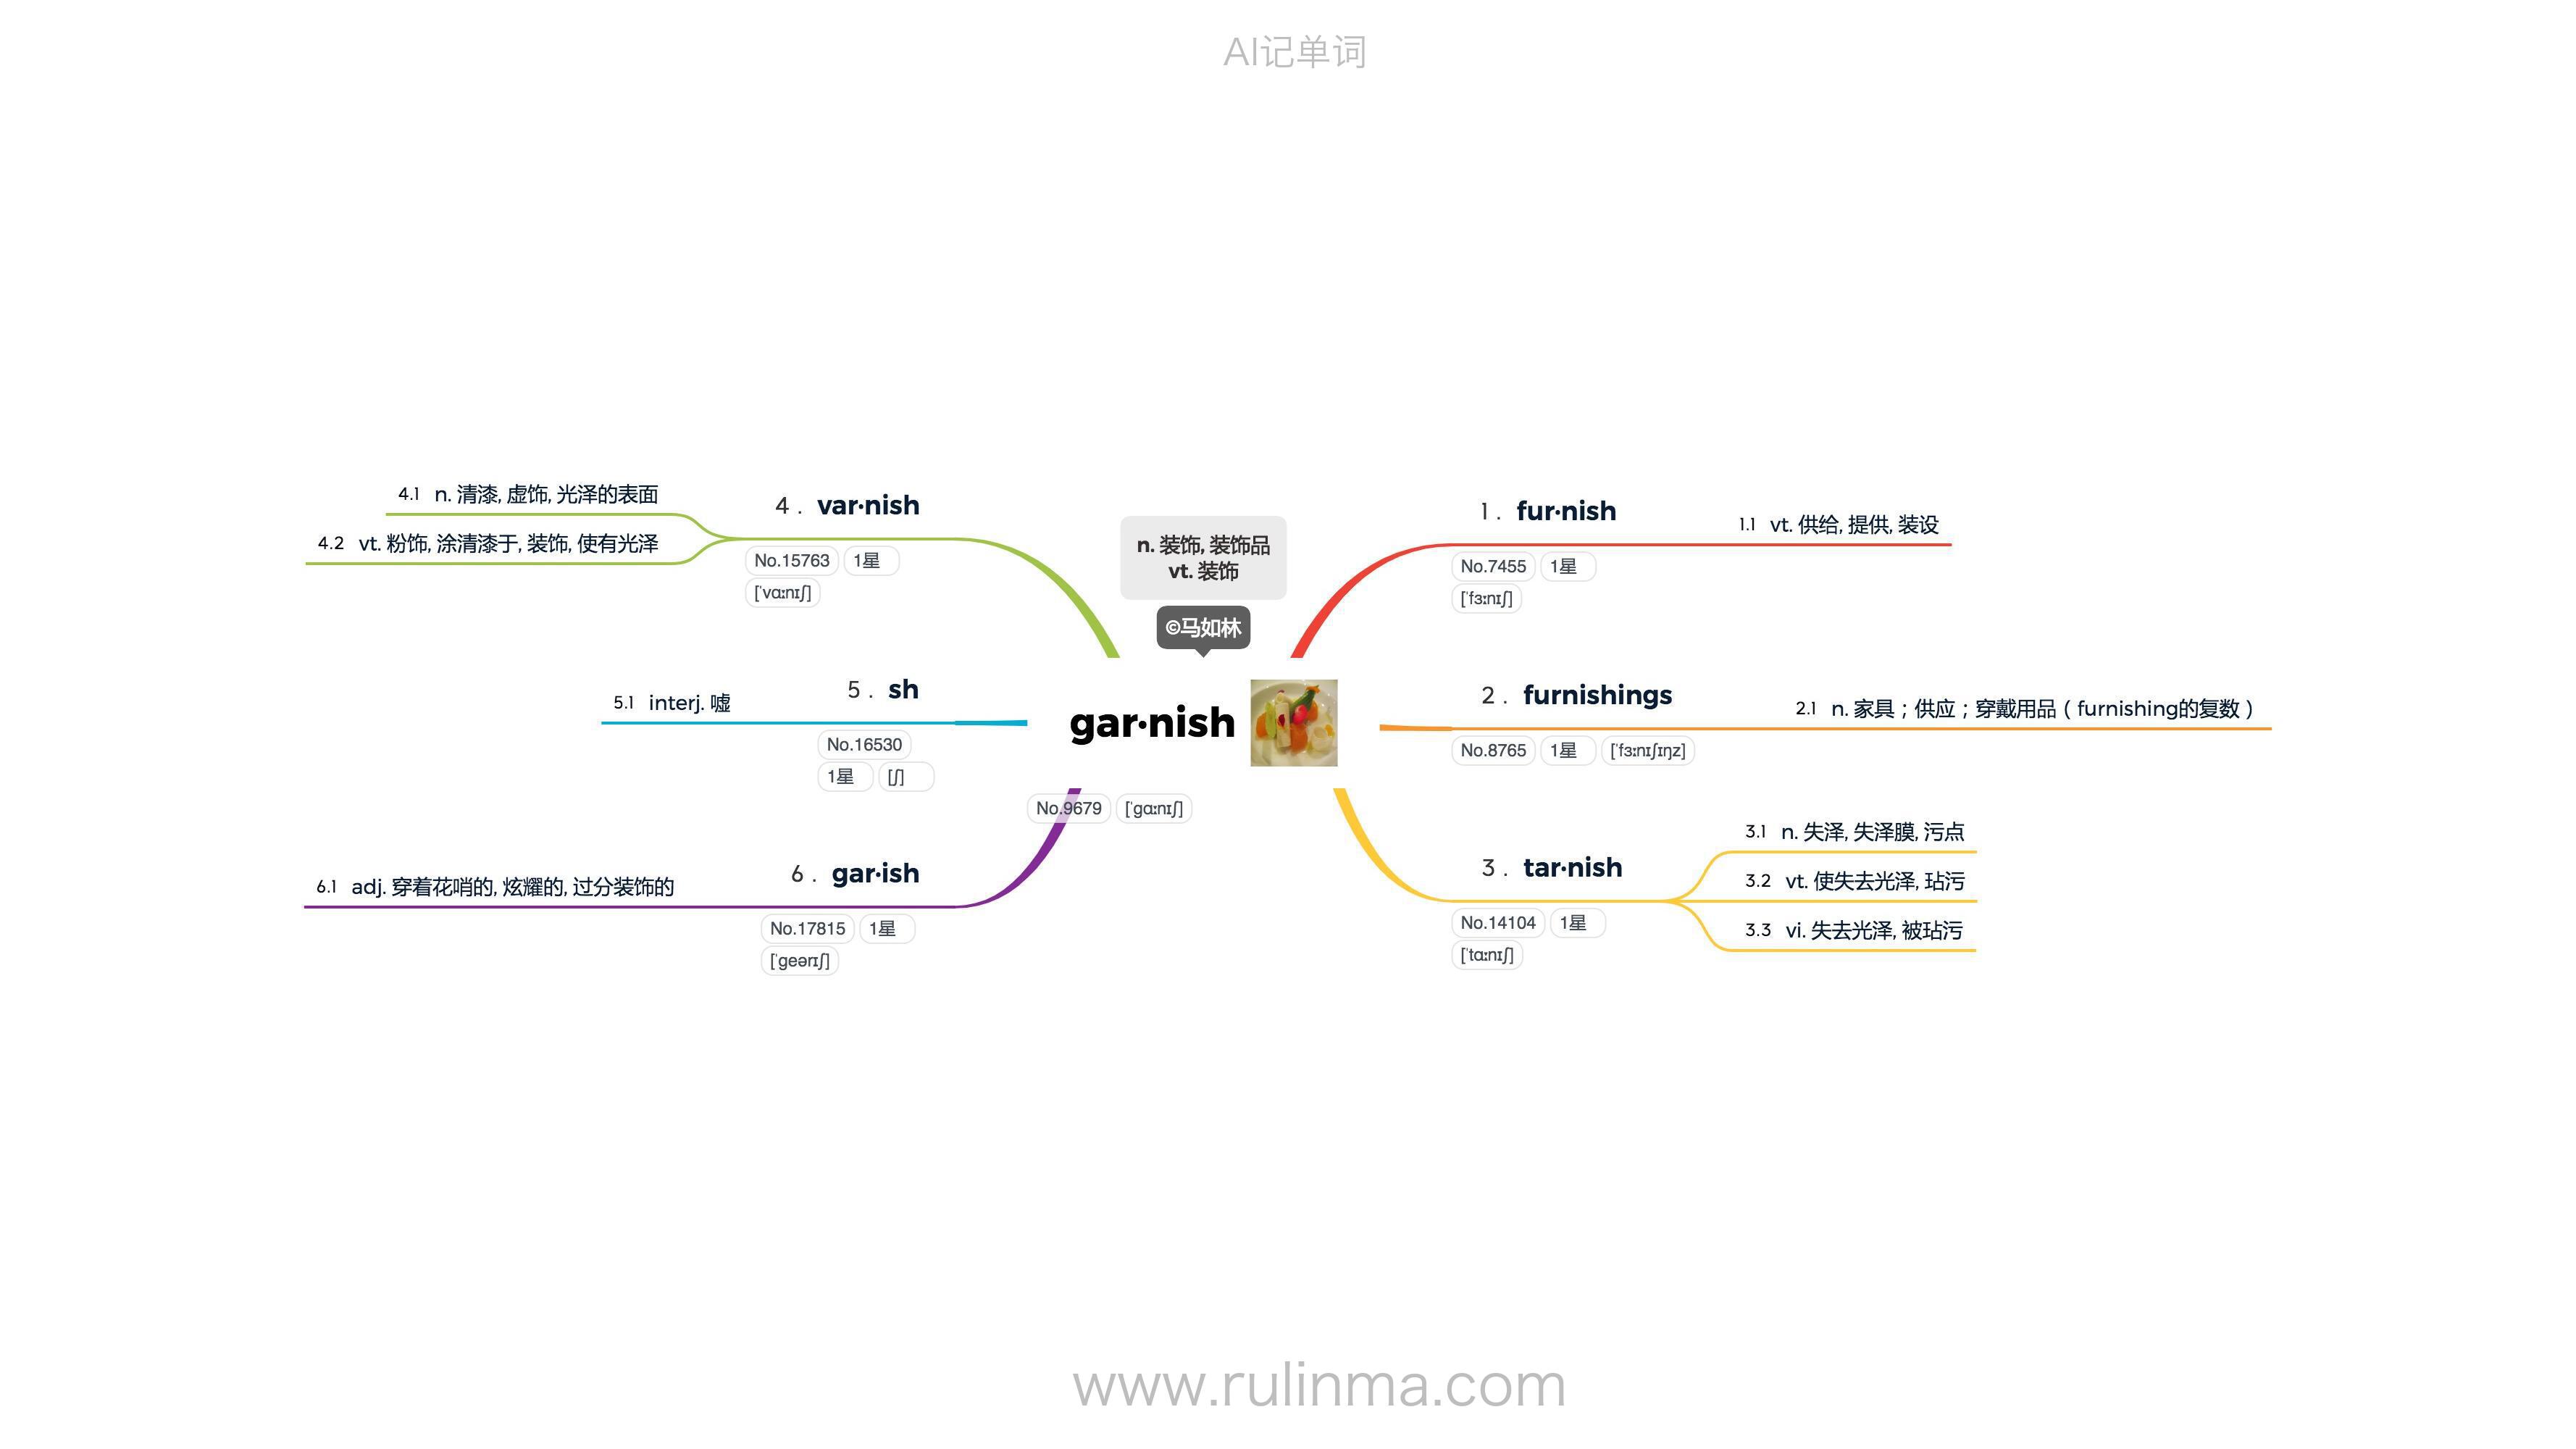 AI记单词
n. 装饰, 装饰品
vt. 装饰
©马如林
gar·nish
No.9679 [ˈɡɑːnɪʃ]
1 . fur·nish
No.7455 1星
[ˈfɜːnɪʃ]
1.1 vt. 供给, 提供, 装设
2 . furnishings
No.8765 1星 [ˈfɜːnɪʃɪŋz]
2.1 n. 家具；供应；穿戴用品（furnishing的复数）
3 . tar·nish
No.14104 1星
[ˈtɑːnɪʃ]
3.1 n. 失泽, 失泽膜, 污点
3.2 vt. 使失去光泽, 玷污
3.3 vi. 失去光泽, 被玷污
4 . var·nish
No.15763 1星
[ˈvɑːnɪʃ]
4.1 n. 清漆, 虚饰, 光泽的表面
4.2 vt. 粉饰, 涂清漆于, 装饰, 使有光泽
5 . sh
No.16530
1星 [ʃ]
5.1 interj. 嘘
6 . gar·ish
No.17815 1星
[ˈɡeərɪʃ]
6.1 adj. 穿着花哨的, 炫耀的, 过分装饰的
www.rulinma.com